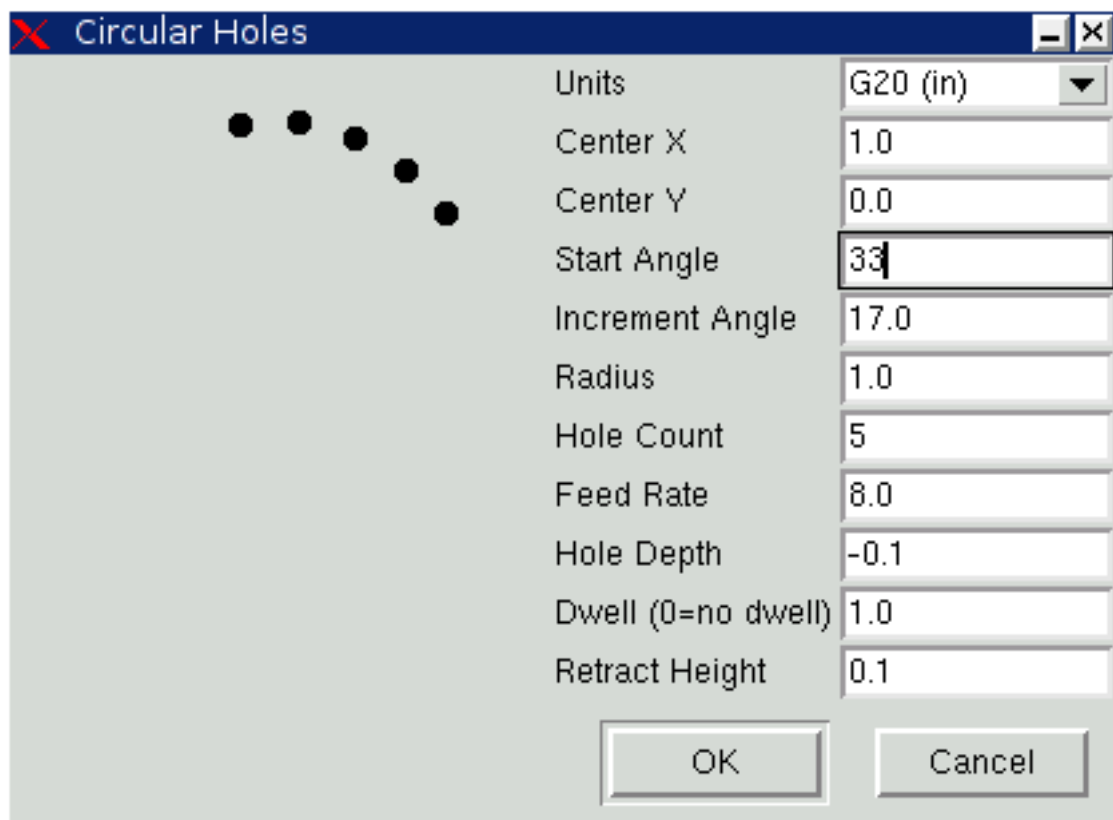 Circular Holes
Units G20 (in)
Center X 1.0
Center Y 0.0
Start Angle 33
Increment Angle 17.0
Radius 1.0
Hole Count 5
Feed Rate 8.0
Hole Depth -0.1
Dwell (0=no dwell) 1.0
Retract Height 0.1
OK Cancel